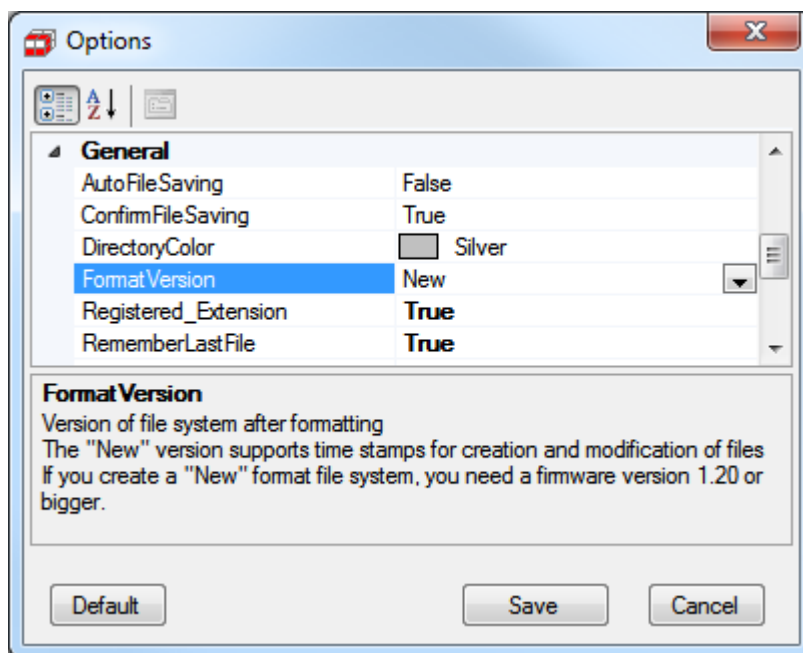 Options
General
AutoFileSaving False
ConfirmFileSaving True
DirectoryColor Silver
FormatVersion New
Registered_Extension True
RememberLastFile True
FormatVersion
Version of file system after formatting
The "New" version supports time stamps for creation and modification of files
If you create a "New" format file system, you need a firmware version 1.20 or
bigger.
Default Save Cancel